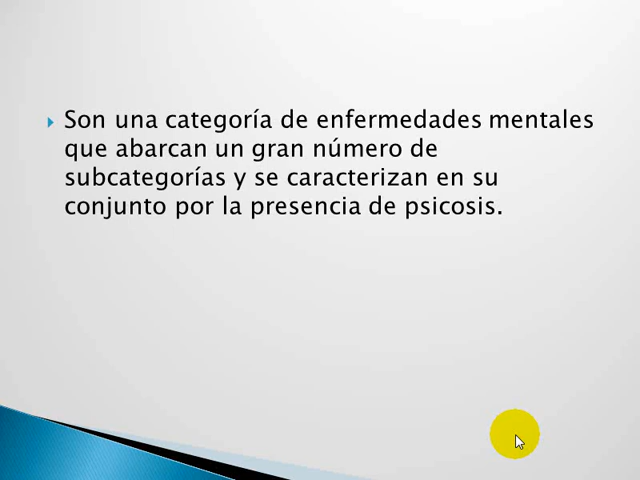 Son una categoría de enfermedades mentales
que abarcan un gran número de
subcategorías y se caracterizan en su
conjunto por la presencia de psicosis.